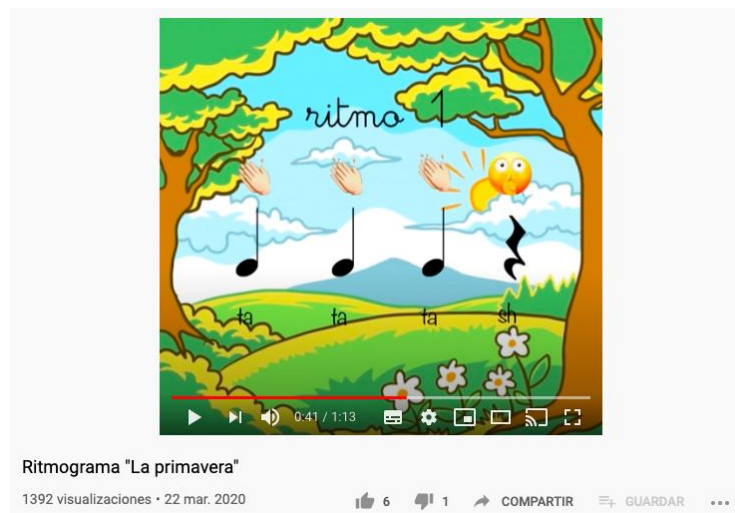 ritmo 1
ta ta ta sh
0:41 / 1:13
Ritmograma "La primavera"
1392 visualizaciones • 22 mar. 2020 6 1 COMPARTIR GUARDAR